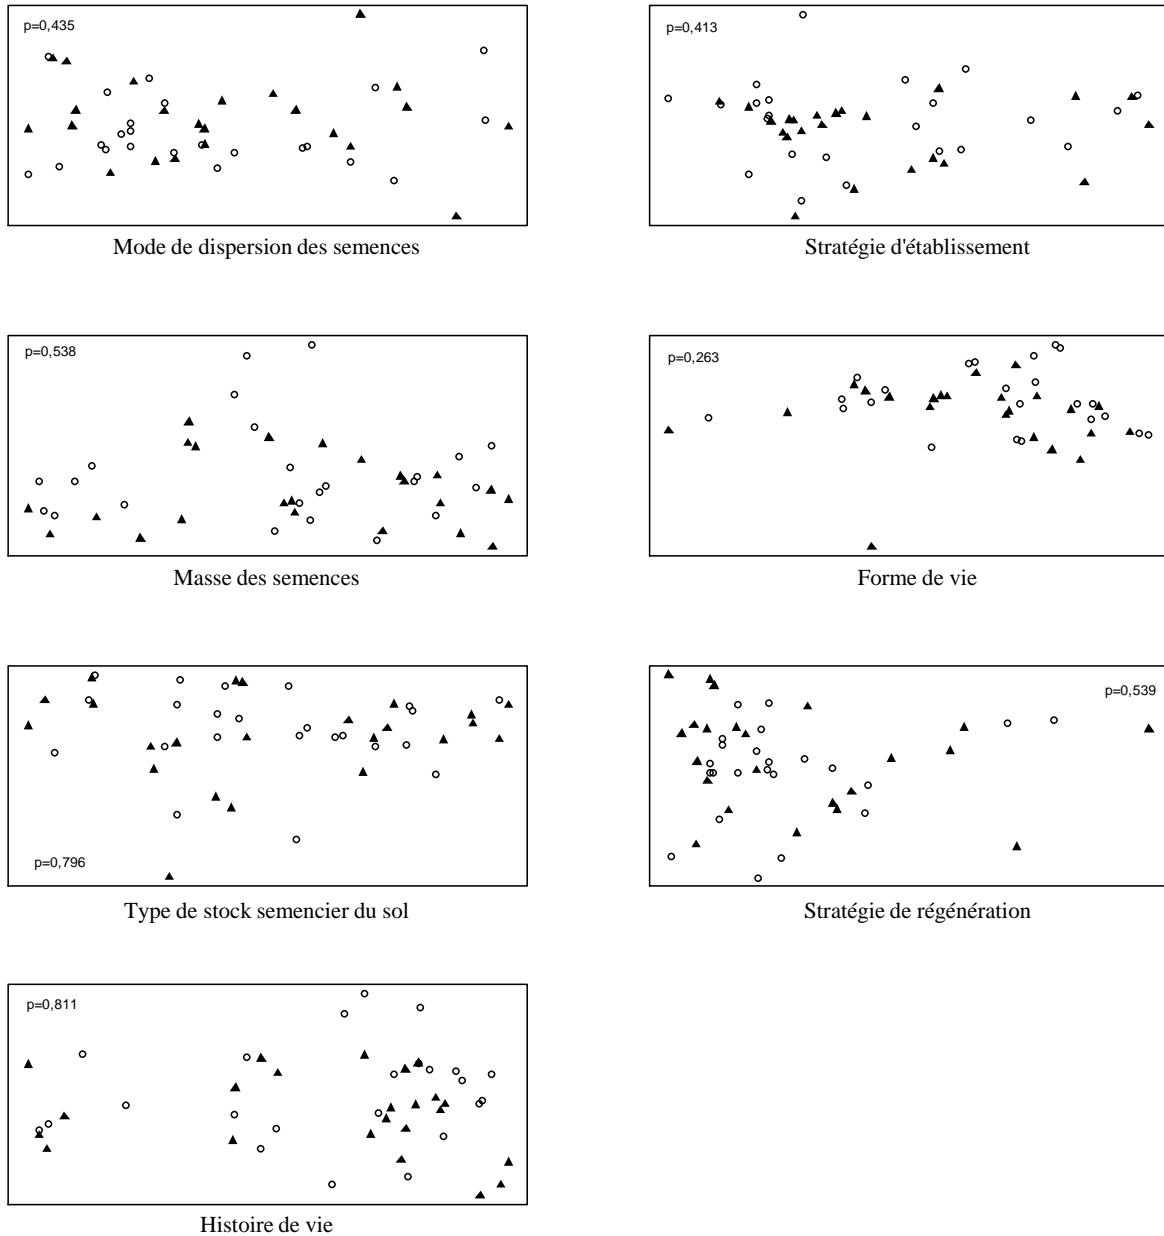 p=0,435
Mode de dispersion des semences
p=0,413
Stratégie d'établissement
p=0,538
Masse des semences
p=0,263
Forme de vie
p=0,796
Type de stock semencier du sol
p=0,539
Stratégie de régénération
p=0,811
Histoire de vie